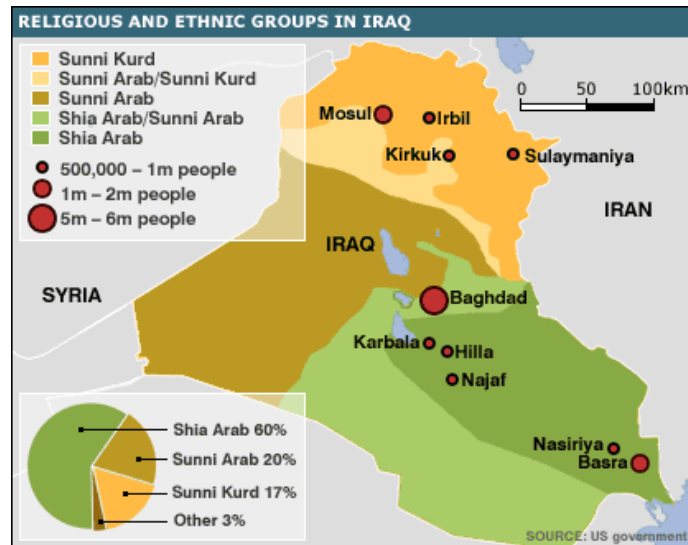 RELIGIOUS AND ETHNIC GROUPS IN IRAQ
Sunni Kurd
Sunni Arab/Sunni Kurd
Sunni Arab
Shia Arab/Sunni Arab
Shia Arab
500,000 – 1m people
1m – 2m people
5m – 6m people
0 50 100km
Mosul
Irbil
Kirkuk
Sulaymaniya
IRAN
IRAQ
SYRIA
Baghdad
Karbala
Hilla
Najaf
Nasiriya
Basra
Shia Arab 60%
Sunni Arab 20%
Sunni Kurd 17%
Other 3%
SOURCE: US government